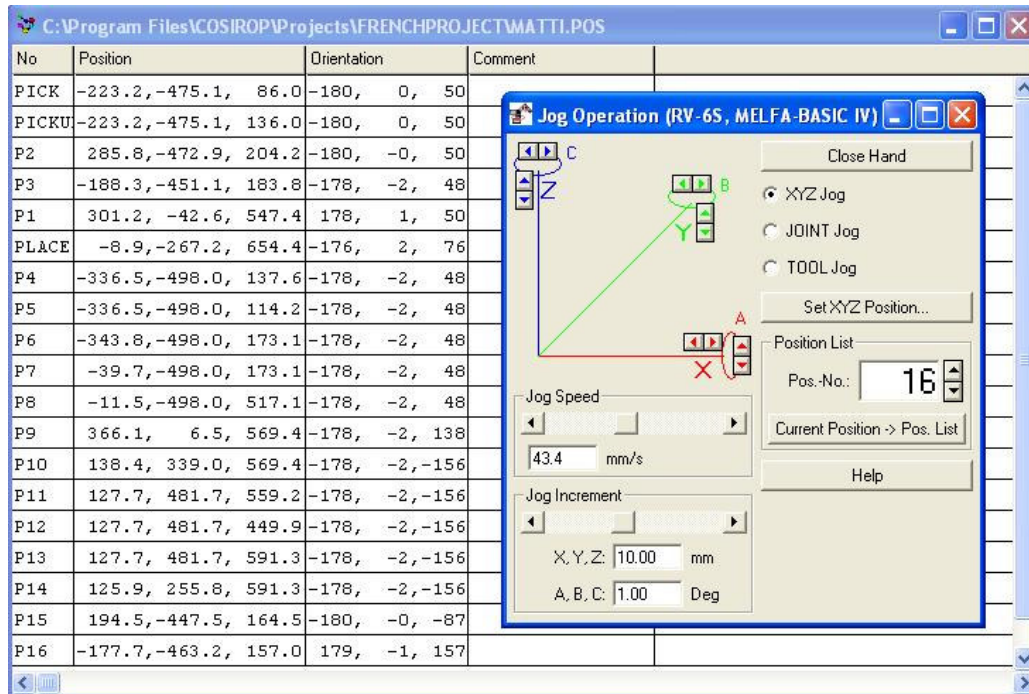 C:\Program Files\COSIROP\Projects\FRENCHPROJECT\MATTI.POS
No Position Orientation Comment
PICK -223.2,-475.1, 86.0 -180, 0, 50
PICKU -223.2,-475.1, 136.0 -180, 0, 50
P2 285.8,-472.9, 204.2 -180, -0, 50
P3 -188.3,-451.1, 183.8 -178, -2, 48
P1 301.2, -42.6, 547.4 178, 1, 50
PLACE -8.9,-267.2, 654.4 -176, 2, 76
P4 -336.5,-498.0, 137.6 -178, -2, 48
P5 -336.5,-498.0, 114.2 -178, -2, 48
P6 -343.8,-498.0, 173.1 -178, -2, 48
P7 -39.7,-498.0, 173.1 -178, -2, 48
P8 -11.5,-498.0, 517.1 -178, -2, 48
P9 366.1, 6.5, 569.4 -178, -2, 138
P10 138.4, 339.0, 569.4 -178, -2,-156
P11 127.7, 481.7, 559.2 -178, -2,-156
P12 127.7, 481.7, 449.9 -178, -2,-156
P13 127.7, 481.7, 591.3 -178, -2,-156
P14 125.9, 255.8, 591.3 -178, -2,-156
P15 194.5,-447.5, 164.5 -180, -0, -87
P16 -177.7,-463.2, 157.0 179, -1, 157
Jog Operation (RV-6S, MELFA-BASIC IV)
C
Z
B
Y
A
X
Close Hand
XYZ Jog
JOINT Jog
TOOL Jog
Set XYZ Position...
Position List
Pos.-No.: 16
Current Position -> Pos. List
Help
Jog Speed
43.4 mm/s
Jog Increment
X, Y, Z: 10.00 mm
A, B, C: 1.00 Deg